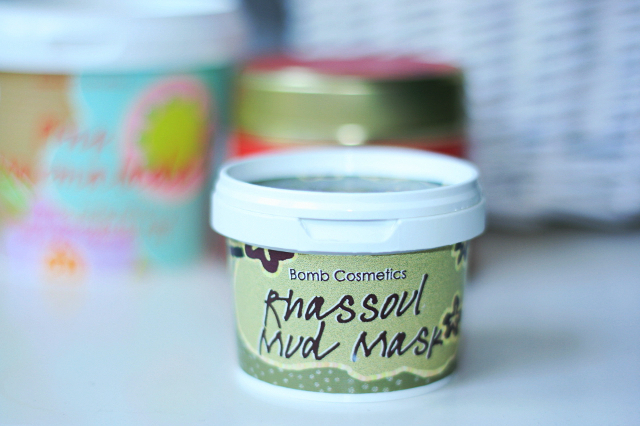 Bomb Cosmetics
Rhassoul
Mud Mask